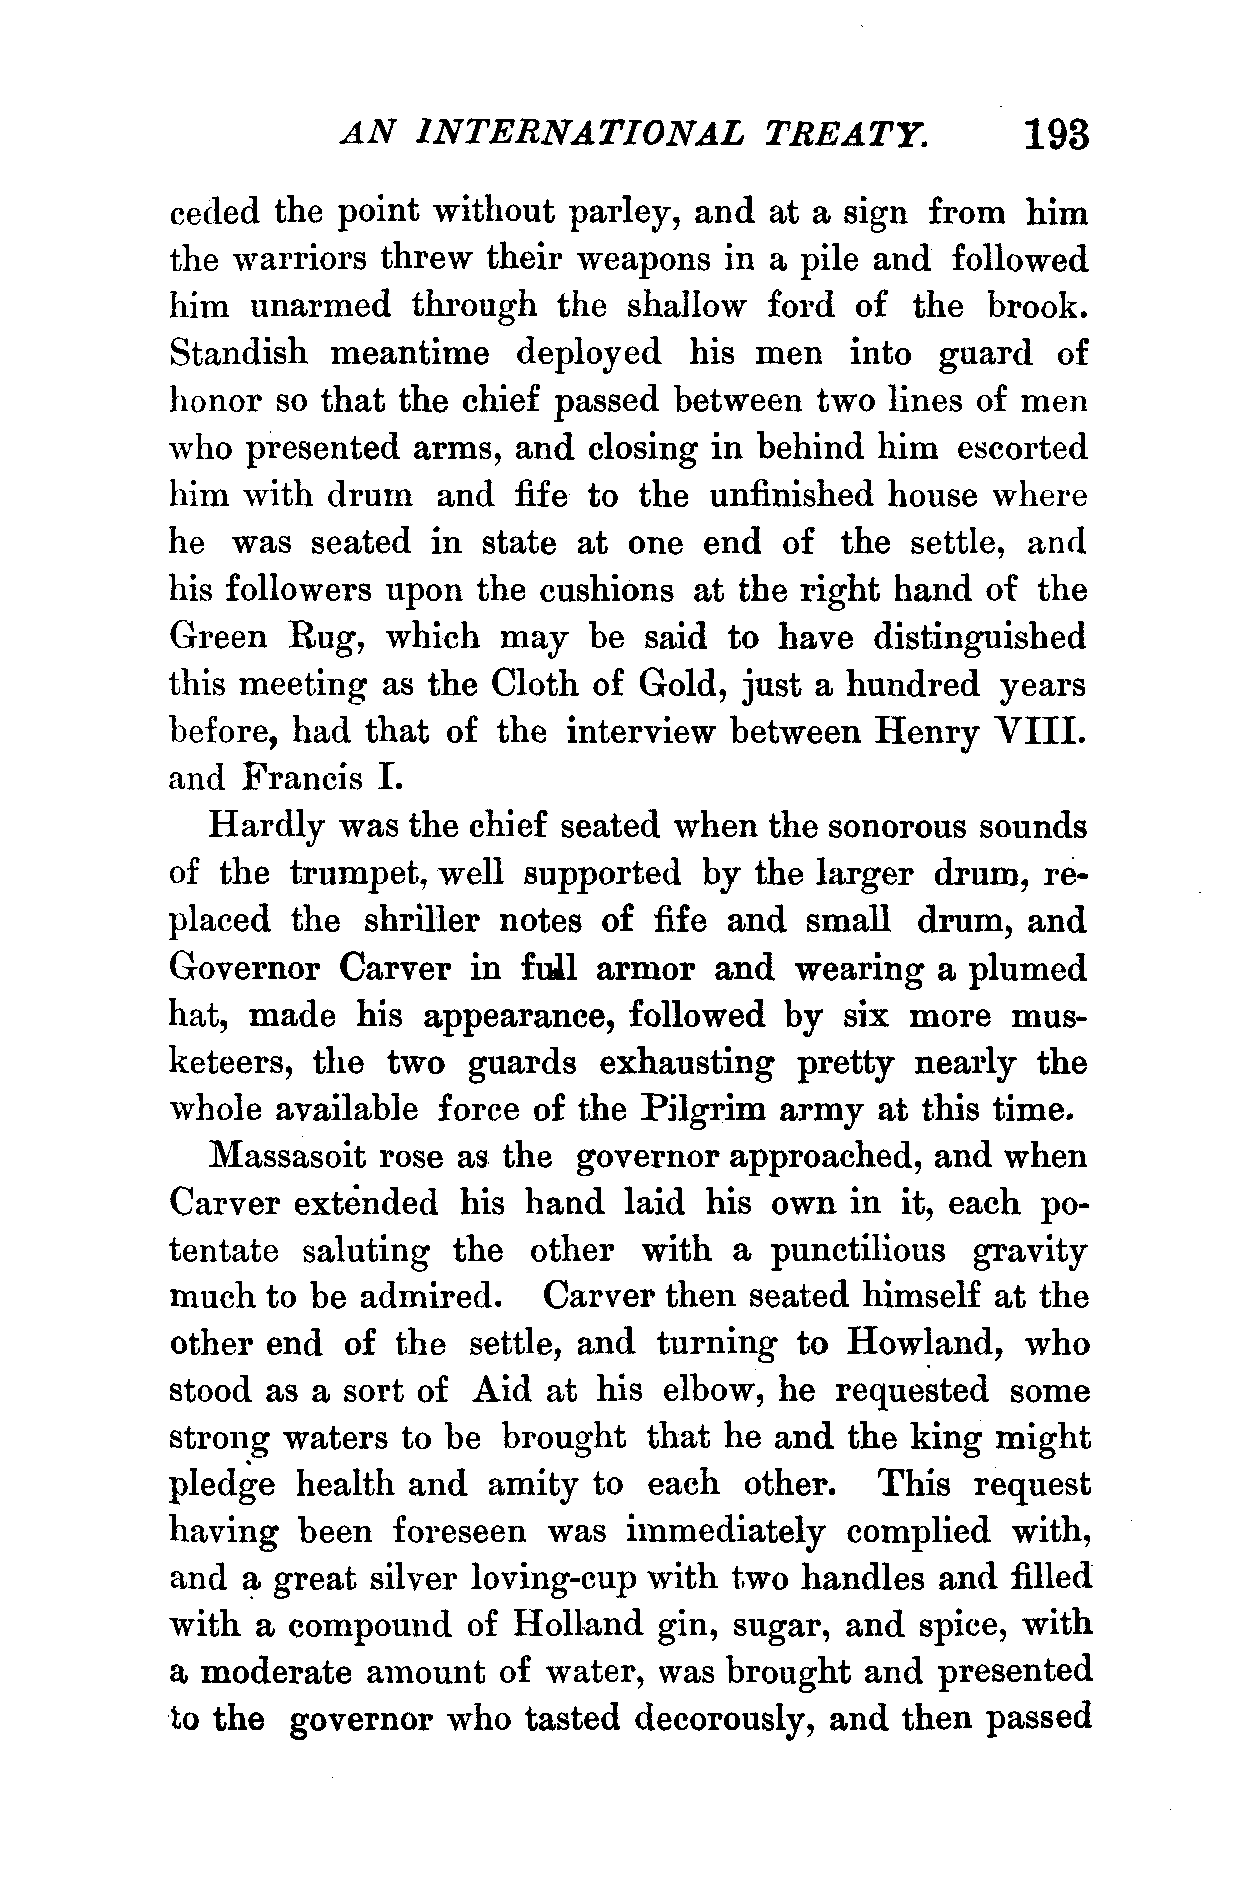 AN INTERNATIONAL TREATY. 193
ceded the point without parley, and at a sign from him
the warriors threw their weapons in a pile and followed
him unarmed through the shallow ford of the brook.
Standish meantime deployed his men into guard of
honor so that the chief passed between two lines of men
who presented arms, and closing in behind him escorted
him with drum and fife to the unfinished house where
he was seated in state at one end of the settle, and
his followers upon the cushions at the right hand of the
Green Rug, which may be said to have distinguished
this meeting as the Cloth of Gold, just a hundred years
before, had that of the interview between Henry VIII.
and Francis I.
Hardly was the chief seated when the sonorous sounds
of the trumpet, well supported by the larger drum, re-
placed the shriller notes of fife and small drum, and
Governor Carver in full armor and wearing a plumed
hat, made his appearance, followed by six more mus-
keteers, the two guards exhausting pretty nearly the
whole available force of the Pilgrim army at this time.
Massasoit rose as the governor approached, and when
Carver extended his hand laid his own in it, each po-
tentate saluting the other with a punctilious gravity
much to be admired. Carver then seated himself at the
other end of the settle, and turning to Howland, who
stood as a sort of Aid at his elbow, he requested some
strong waters to be brought that he and the king might
pledge health and amity to each other. This request
having been foreseen was immediately complied with,
and a great silver loving-cup with two handles and filled
with a compound of Holland gin, sugar, and spice, with
a moderate amount of water, was brought and presented
to the governor who tasted decorously, and then passed